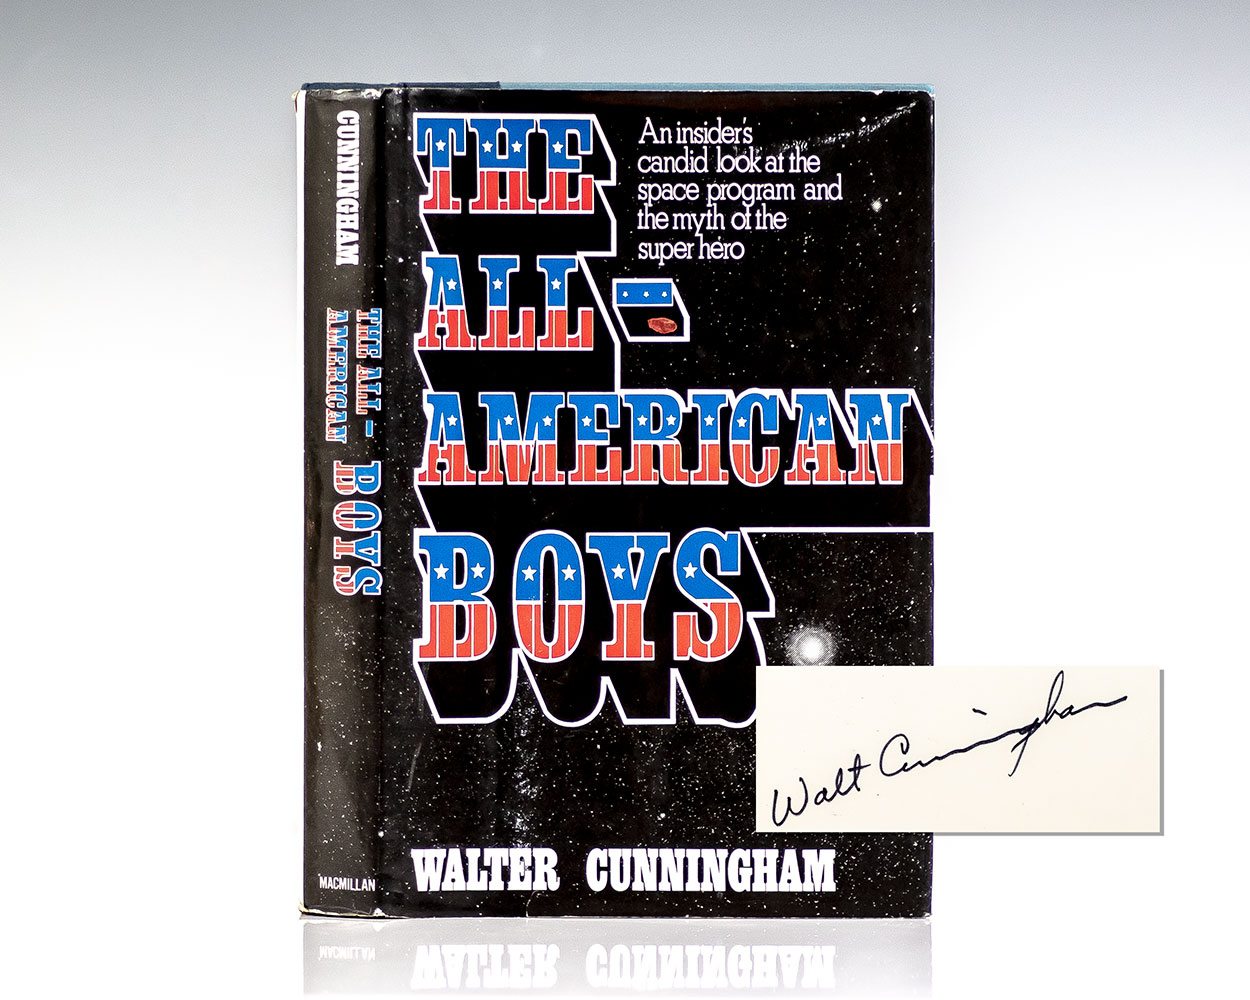 CUNNINGHAM
THE ALL-
AMERICAN
BOYS
MACMILLAN
THE
ALL-
AMERICAN
BOYS
An insider's
candid look at the
space program and
the myth of the
super hero
WALTER CUNNINGHAM
Walt Cunningham